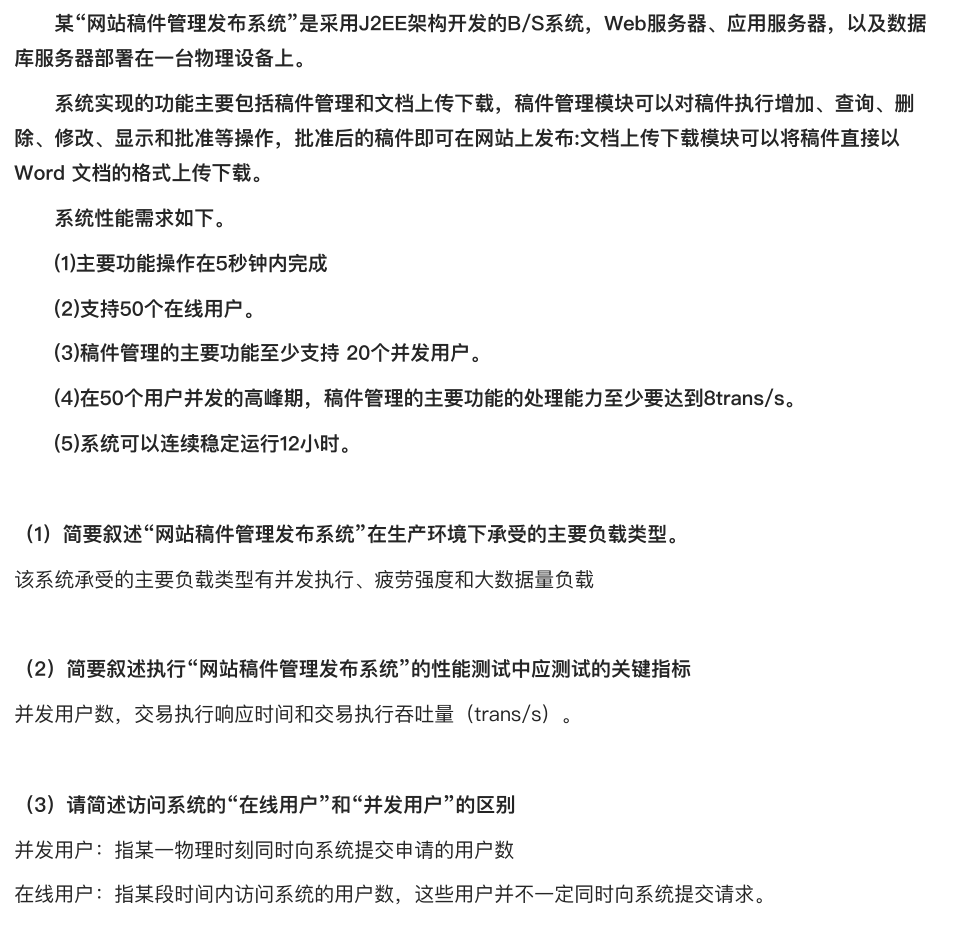 某“网站稿件管理发布系统”是采用J2EE架构开发的B/S系统，Web服务器、应用服务器，以及数据
库服务器部署在一台物理设备上。
系统实现的功能主要包括稿件管理和文档上传下载，稿件管理模块可以对稿件执行增加、查询、删
除、修改、显示和批准等操作，批准后的稿件即可在网站上发布:文档上传下载模块可以将稿件直接以
Word 文档的格式上传下载。
系统性能需求如下。
(1)主要功能操作在5秒钟内完成
(2)支持50个在线用户。
(3)稿件管理的主要功能至少支持 20个并发用户。
(4)在50个用户并发的高峰期，稿件管理的主要功能的处理能力至少要达到8trans/s。
(5)系统可以连续稳定运行12小时。
（1）简要叙述“网站稿件管理发布系统”在生产环境下承受的主要负载类型。
该系统承受的主要负载类型有并发执行、疲劳强度和大数据量负载
（2）简要叙述执行“网站稿件管理发布系统”的性能测试中应测试的关键指标
并发用户数，交易执行响应时间和交易执行吞吐量（trans/s）。
（3）请简述访问系统的“在线用户”和“并发用户”的区别
并发用户：指某一物理时刻同时向系统提交申请的用户数
在线用户：指某段时间内访问系统的用户数，这些用户并不一定同时向系统提交请求。